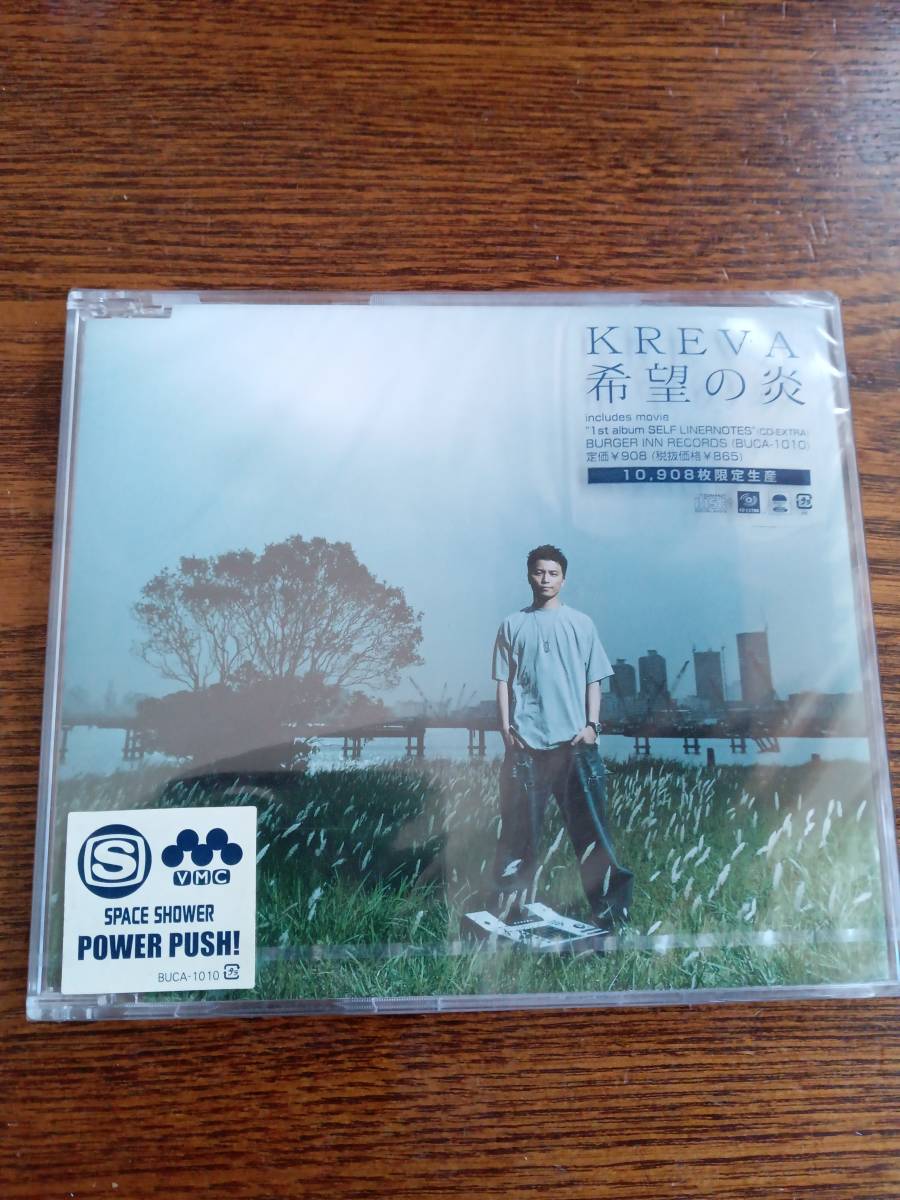 KREVA
希望の炎
includes movie
"1st album SELF LINERNOTES"(CD-EXTRA)
BURGER INN RECORDS (BUCA-1010)
定価¥908 (税抜価格¥865)
10,908枚限定生産
S
VMC
SPACE SHOWER
POWER PUSH!
BUCA-1010